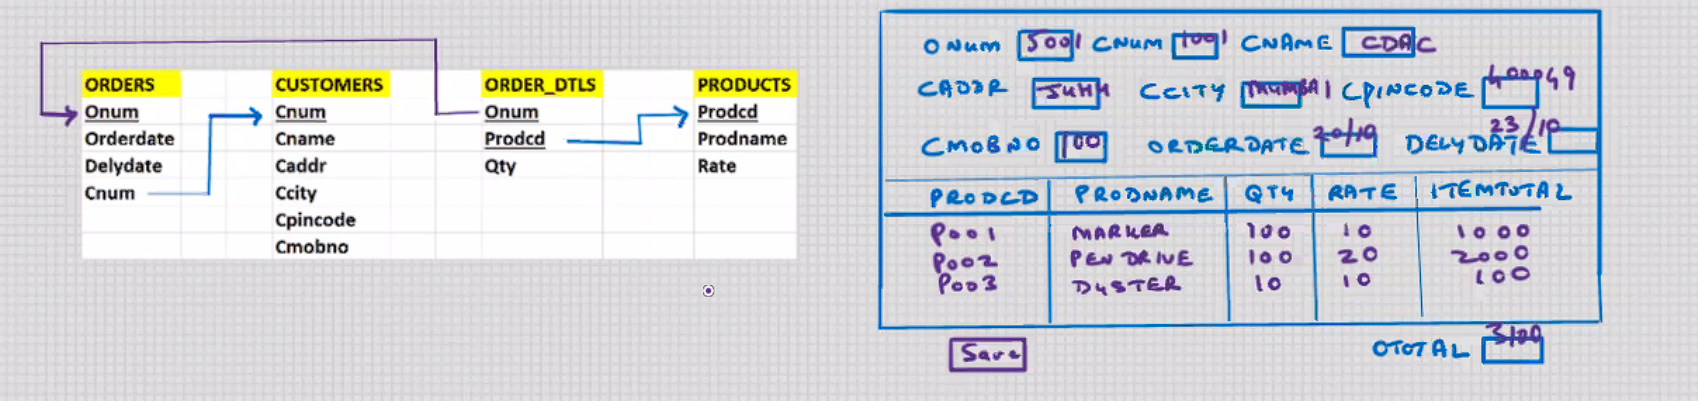 ORDERS CUSTOMERS ORDER_DTLS PRODUCTS
Onum Cnum Onum Prodcd
Orderdate Cname Prodcd Prodname
Delydate Caddr Qty Rate
Cnum Ccity
Cpincode
Cmobno
ONUM 5001 CNUM 1001 CNAME CDAC
CADDR JUHU CCITY MUMBAI CPINCODE 400049
CMOBNO 100 ORDERDATE 20/10 DELYDATE 23/10
PRODCD PRODNAME QTY RATE ITEMTOTAL
P001 MARKER 100 10 1000
P002 PEN DRIVE 100 20 2000
P003 DUSTER 10 10 100
Save OTOTAL 3100